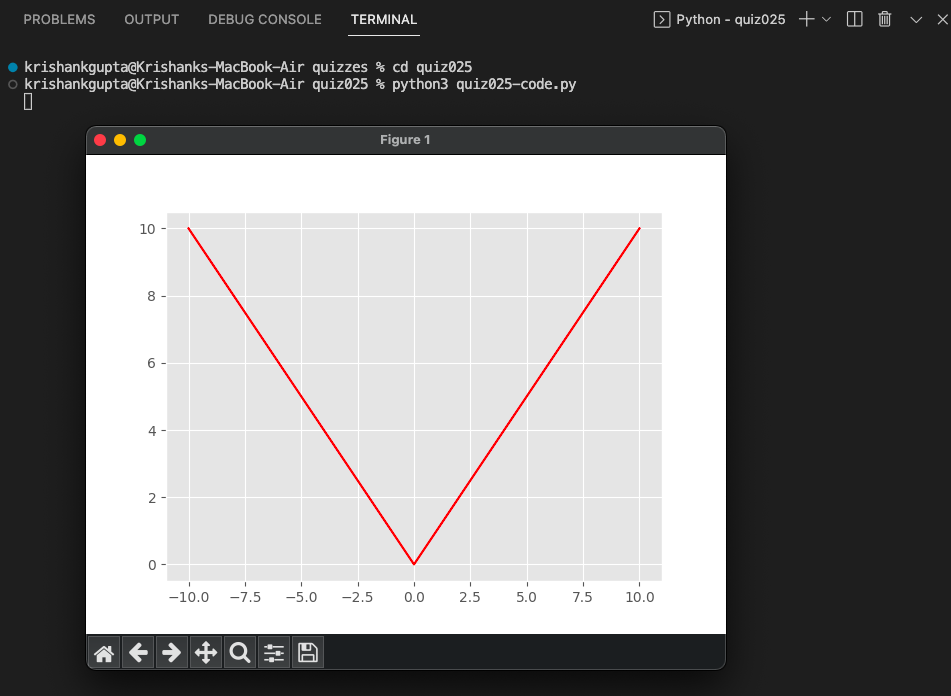 PROBLEMS OUTPUT DEBUG CONSOLE TERMINAL Python - quiz025
krishankgupta@Krishanks-MacBook-Air quizzes % cd quiz025
krishankgupta@Krishanks-MacBook-Air quiz025 % python3 quiz025-code.py
Figure 1
10
8
6
4
2
0
−10.0 −7.5 −5.0 −2.5 0.0 2.5 5.0 7.5 10.0